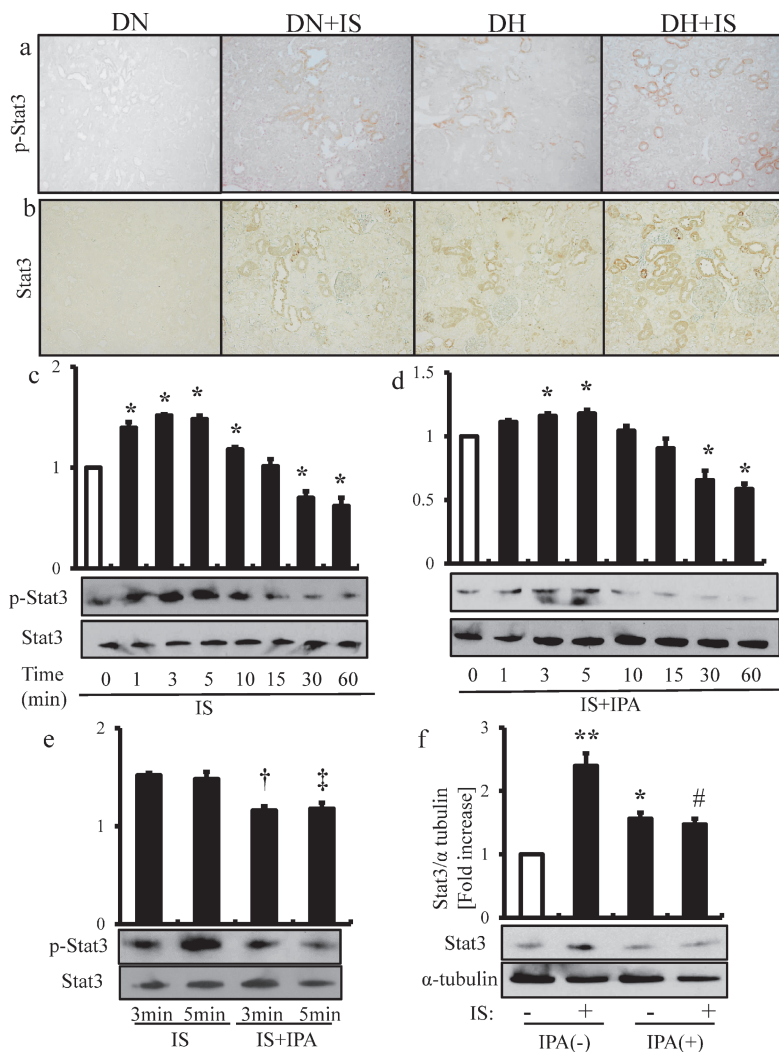 DN DN+IS DH DH+IS
a
p-Stat3
b
Stat3
c
2
1
0
* * * * * *
p-Stat3
Stat3
Time (min) 0 1 3 5 10 15 30 60
IS
d
1.5
1
0.5
0
* * * *
0 1 3 5 10 15 30 60
IS+IPA
e
2
1
0
† ‡
p-Stat3
Stat3
3min 5min 3min 5min
IS IS+IPA
f
Stat3/α tubulin
[Fold increase]
3
2
1
0
** * #
Stat3
α-tubulin
IS: - + - +
IPA(-) IPA(+)